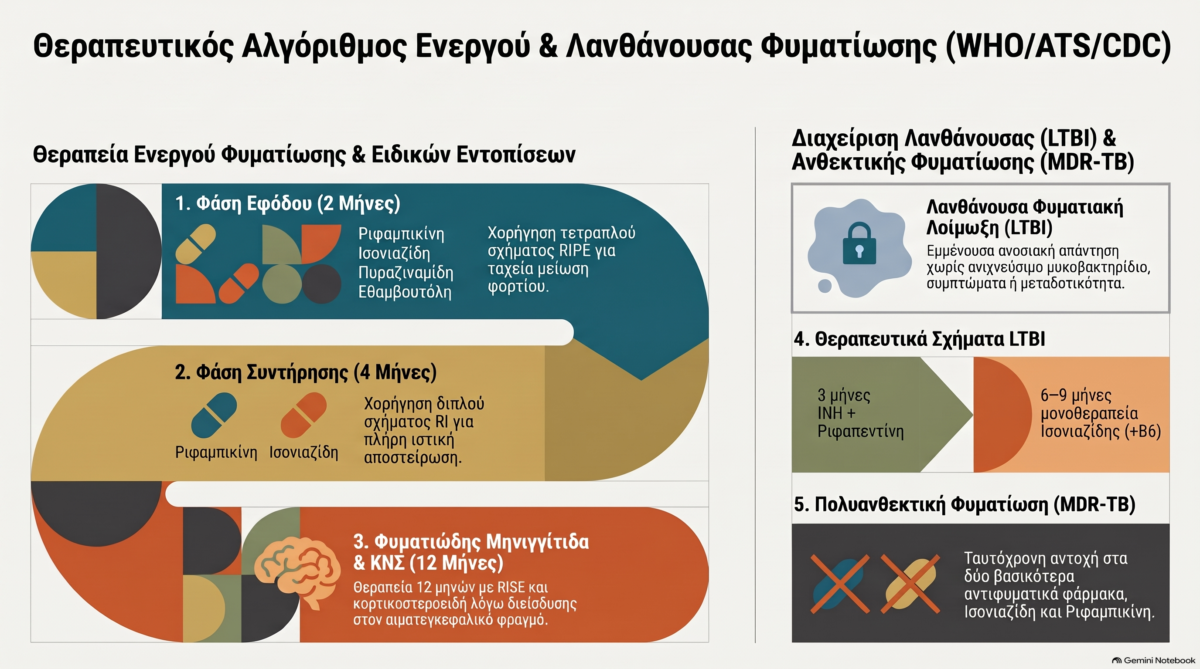 Θεραπευτικός Αλγόριθμος Ενεργού & Λανθάνουσας Φυματίωσης (WHO/ATS/CDC)
Θεραπεία Ενεργού Φυματίωσης & Ειδικών Εντοπίσεων
1. Φάση Εφόδου (2 Μήνες)
Ριφαμπικίνη
Ισονιαζίδη
Πυραζιναμίδη
Εθαμβουτόλη
Χορήγηση τετραπλού
σχήματος RIPE για
ταχεία μείωση
φορτίου.
2. Φάση Συντήρησης (4 Μήνες)
Ριφαμπικίνη
Ισονιαζίδη
Χορήγηση διπλού
σχήματος RI για
πλήρη ιστική
αποστείρωση.
3. Φυματιώδης Μηνιγγίτιδα
& ΚΝΣ (12 Μήνες)
Θεραπεία 12 μηνών με RISE και
κορτικοστεροειδή λόγω διείσδυσης
στον αιματεγκεφαλικό φραγμό.
Διαχείριση Λανθάνουσας (LTBI) &
Ανθεκτικής Φυματίωσης (MDR-TB)
Λανθάνουσα Φυματιακή
Λοίμωξη (LTBI)
Εμμένουσα ανοσιακή απάντηση
χωρίς ανιχνεύσιμο μυκοβακτηρίδιο,
συμπτώματα ή μεταδοτικότητα.
4. Θεραπευτικά Σχήματα LTBI
3 μήνες
INH +
Ριφαπεντίνη
6–9 μήνες
μονοθεραπεία
Ισονιαζίδης (+B6)
5. Πολυανθεκτική Φυματίωση (MDR-TB)
Ταυτόχρονη αντοχή στα
δύο βασικότερα
αντιφυματικά φάρμακα,
Ισονιαζίδη και Ριφαμπικίνη.
Gemini Notebook